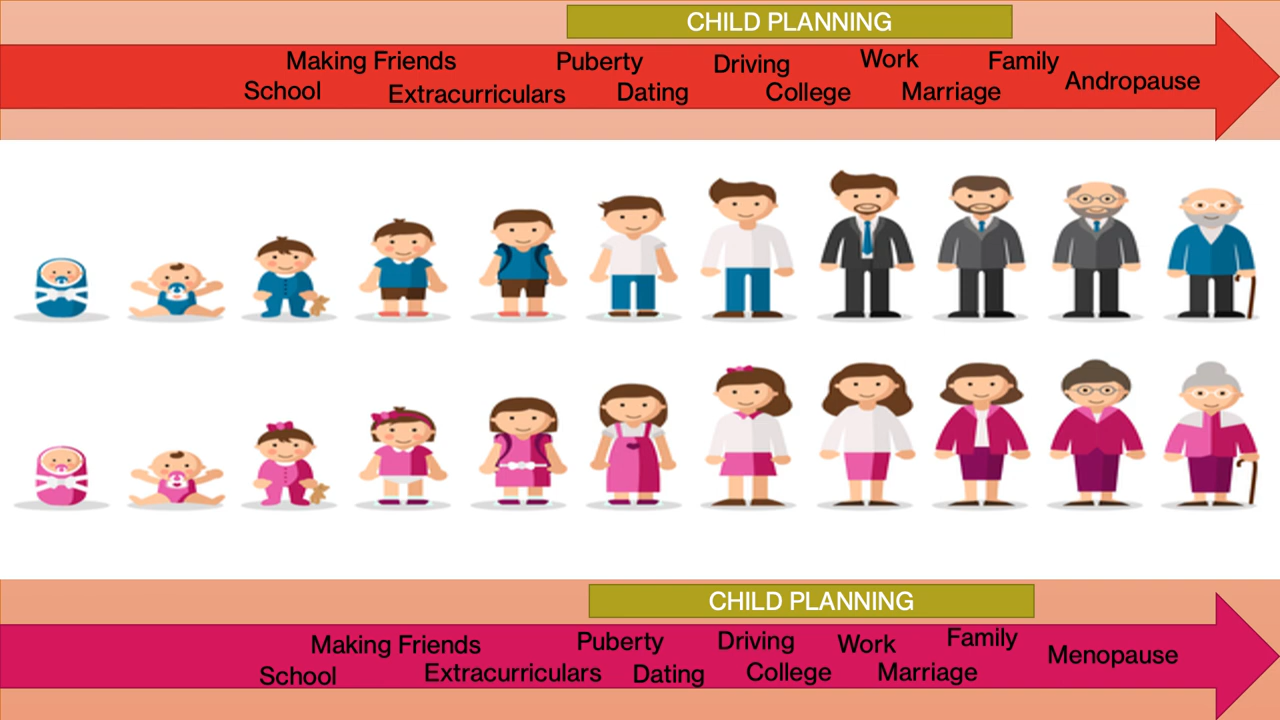 CHILD PLANNING
Making Friends
Puberty
Driving
Work
Family
School
Extracurriculars
Dating
College
Marriage
Andropause
CHILD PLANNING
Making Friends
Puberty
Driving
Work
Family
School
Extracurriculars
Dating
College
Marriage
Menopause